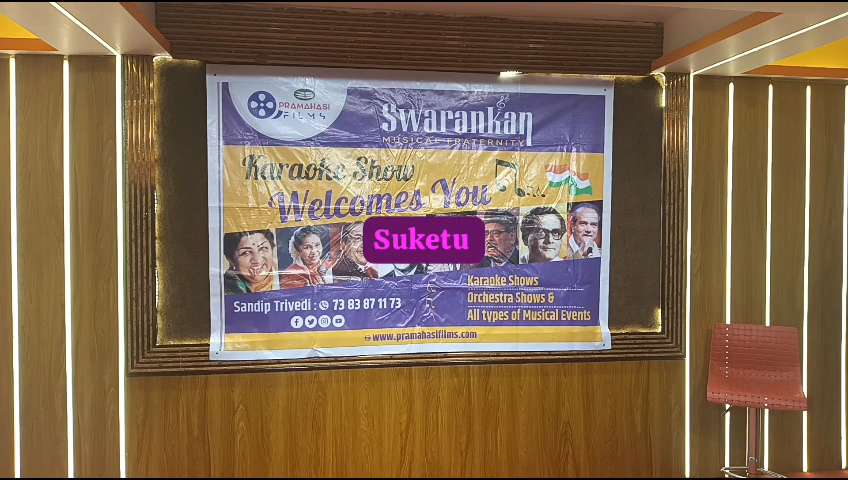 PRAMAHASI
FILMS
Swarankan
MUSICAL FRATERNITY
Karaoke Show
Welcomes You
Suketu
Karaoke Shows
Orchestra Shows &
All types of Musical Events
Sandip Trivedi : 73 83 87 11 73
www.pramahasifilms.com